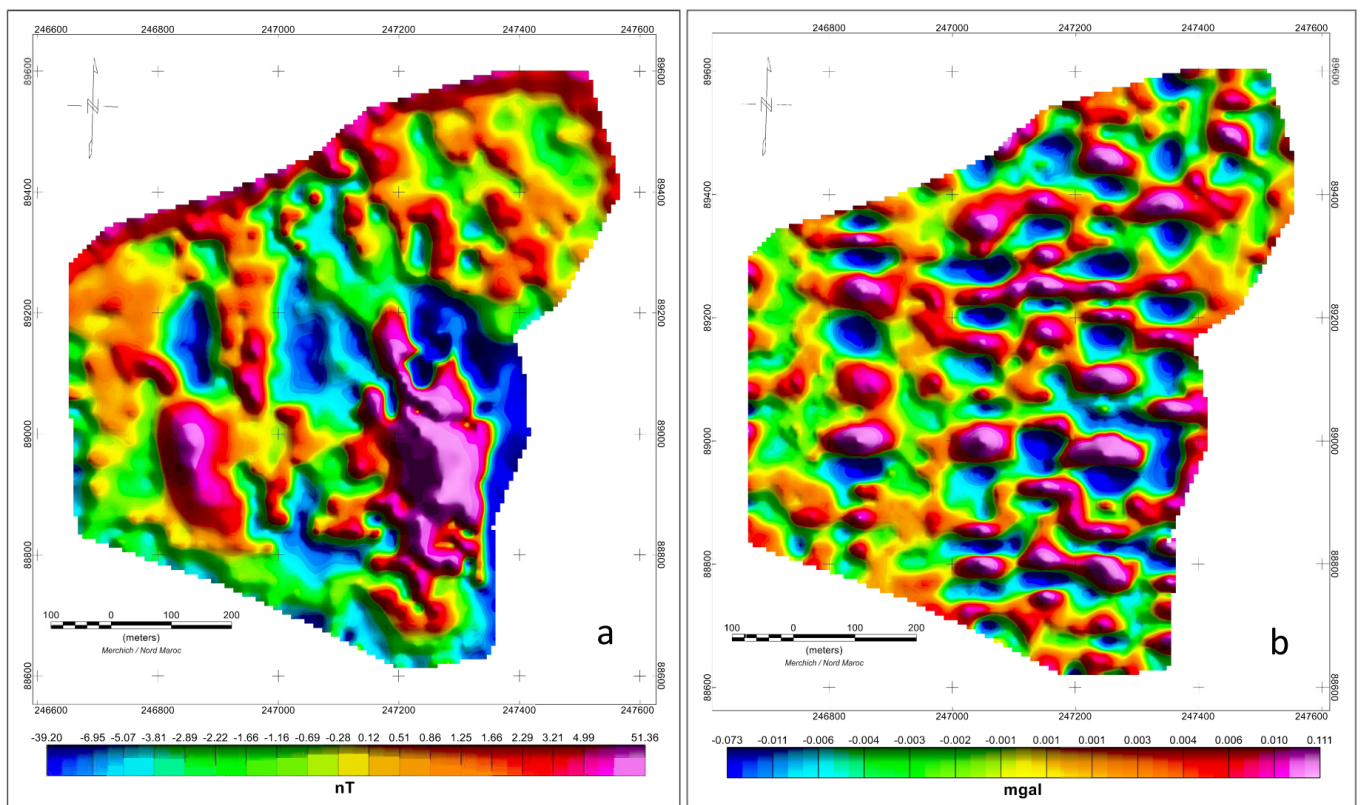 246600 246800 247000 247200 247400 247600
89600 89600
89400 89400
89200 89200
89000 89000
88800 88800
88600 88600
N
a
100 0 100 200
(meters)
Merchich / Nord Maroc
246600 246800 247000 247200 247400 247600
-39.20 -6.95 -5.07 -3.81 -2.89 -2.22 -1.66 -1.16 -0.69 -0.28 0.12 0.51 0.86 1.25 1.66 2.29 3.21 4.99 51.36
nT
246800 247000 247200 247400 247600
89600 89600
89400 89400
89200 89200
89000 89000
88800 88800
88600 88600
N
b
100 0 100 200
(meters)
Merchich / Nord Maroc
246800 247000 247200 247400 247600
-0.073 -0.011 -0.006 -0.004 -0.003 -0.002 -0.001 0.001 0.001 0.003 0.004 0.006 0.010 0.111
mgal